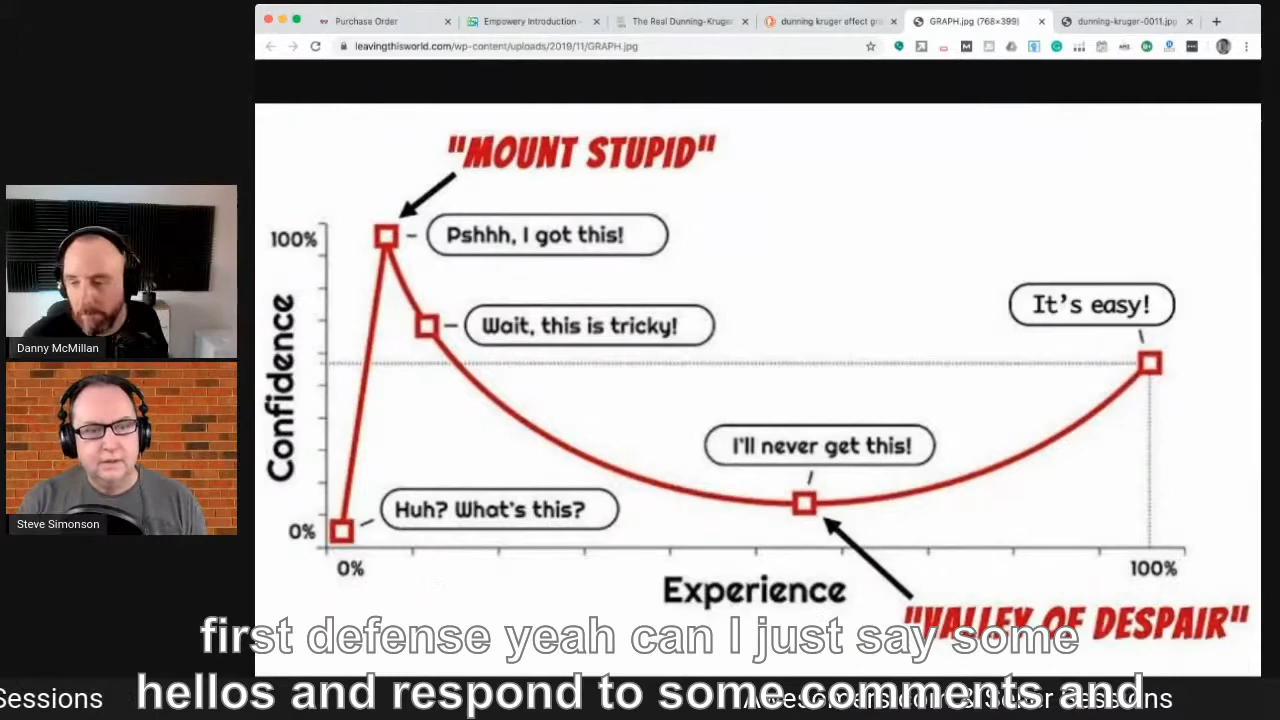 Purchase Order
Empowery Introduction -
The Real Dunning-Kruger
dunning kruger effect gra
GRAPH.jpg (768×399)
dunning-kruger-0011.jpg
leavingthisworld.com/wp-content/uploads/2019/11/GRAPH.jpg
"MOUNT STUPID"
100%
Pshhh, I got this!
Wait, this is tricky!
It's easy!
Confidence
I'll never get this!
Huh? What's this?
0%
0%
100%
Experience
"VALLEY OF DESPAIR"
Danny McMillan
Steve Simonson
first defense yeah can I just say some
hellos and respond to some comments and
Sessions
Sessions